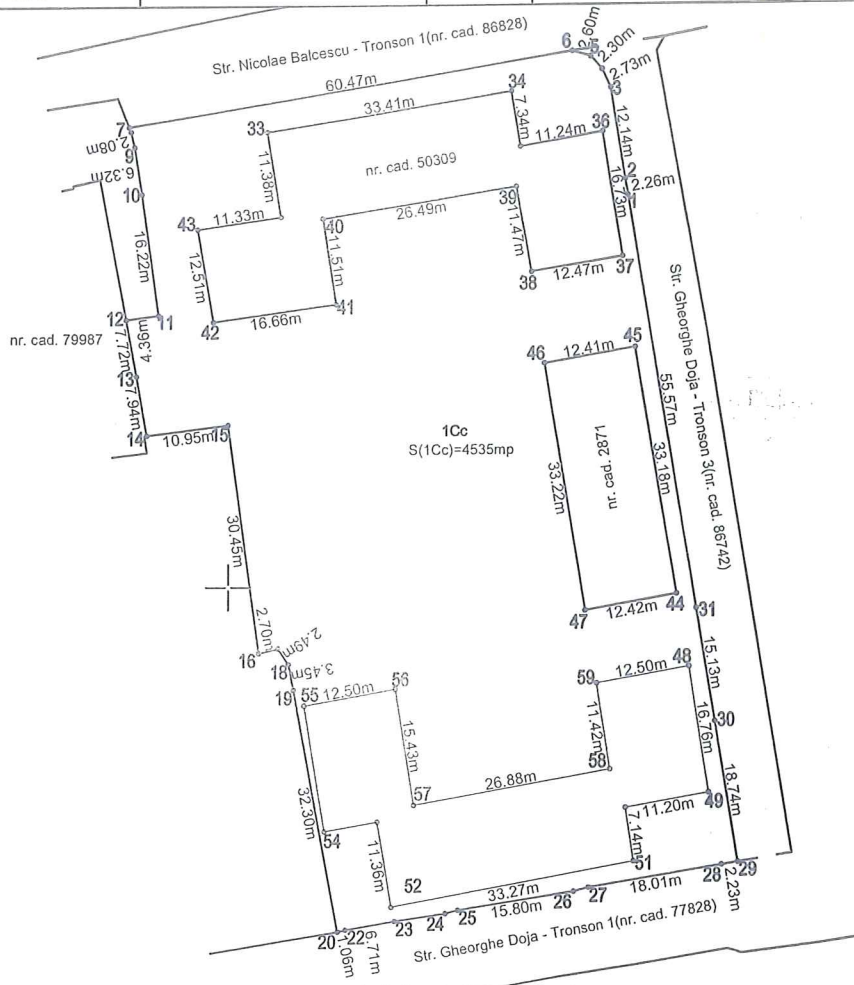 Str. Nicolae Balcescu - Tronson 1(nr. cad. 86828)
6
5
2.60m
2.30m
2.73m
3
60.47m
34
33.41m
7.34m
36
12.14m
11.24m
7
2.08m
9
6.32m
10
33
11.38m
nr. cad. 50309
2
2.26m
1
16.73m
16.22m
43
11.33m
40
26.49m
39
11.47m
12.51m
11.51m
37
38
12.47m
42
16.66m
41
12
11
nr. cad. 79987
4.36m
7.72m
13
7.94m
14
10.95m
15
46
12.41m
45
Str. Gheorghe Doja - Tronson 3(nr. cad. 86742)
55.57m
1Cc
S(1Cc)=4535mp
nr. cad. 2871
33.22m
33.18m
30.45m
47
12.42m
44
31
2.70m
16
2.49m
18
3.45m
19
55
12.50m
56
59
12.50m
48
15.13m
30
15.43m
11.42m
16.76m
58
26.88m
57
18.74m
49
11.20m
32.30m
54
11.36m
7.14m
51
52
33.27m
28
29
2.23m
18.01m
27
26
15.80m
25
24
23
22
20
1.06m
6.71m
Str. Gheorghe Doja - Tronson 1(nr. cad. 77828)